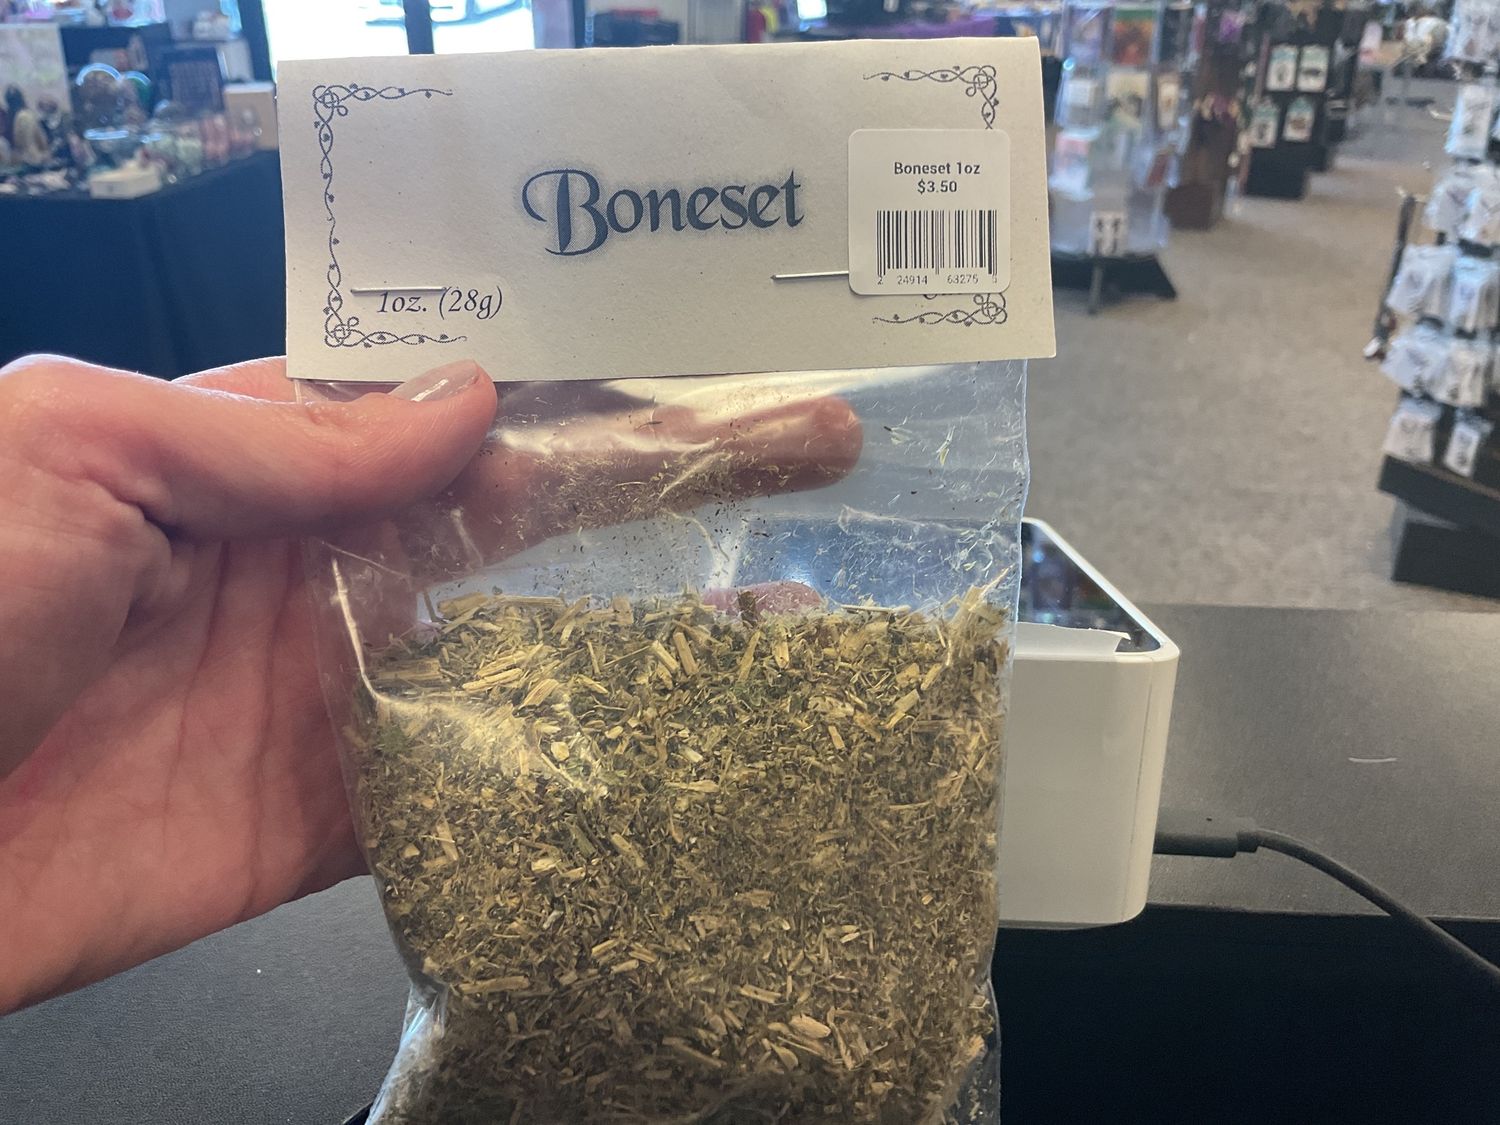 Boneset
Boneset 1oz
$3.50
2 24914 63275
1oz. (28g)